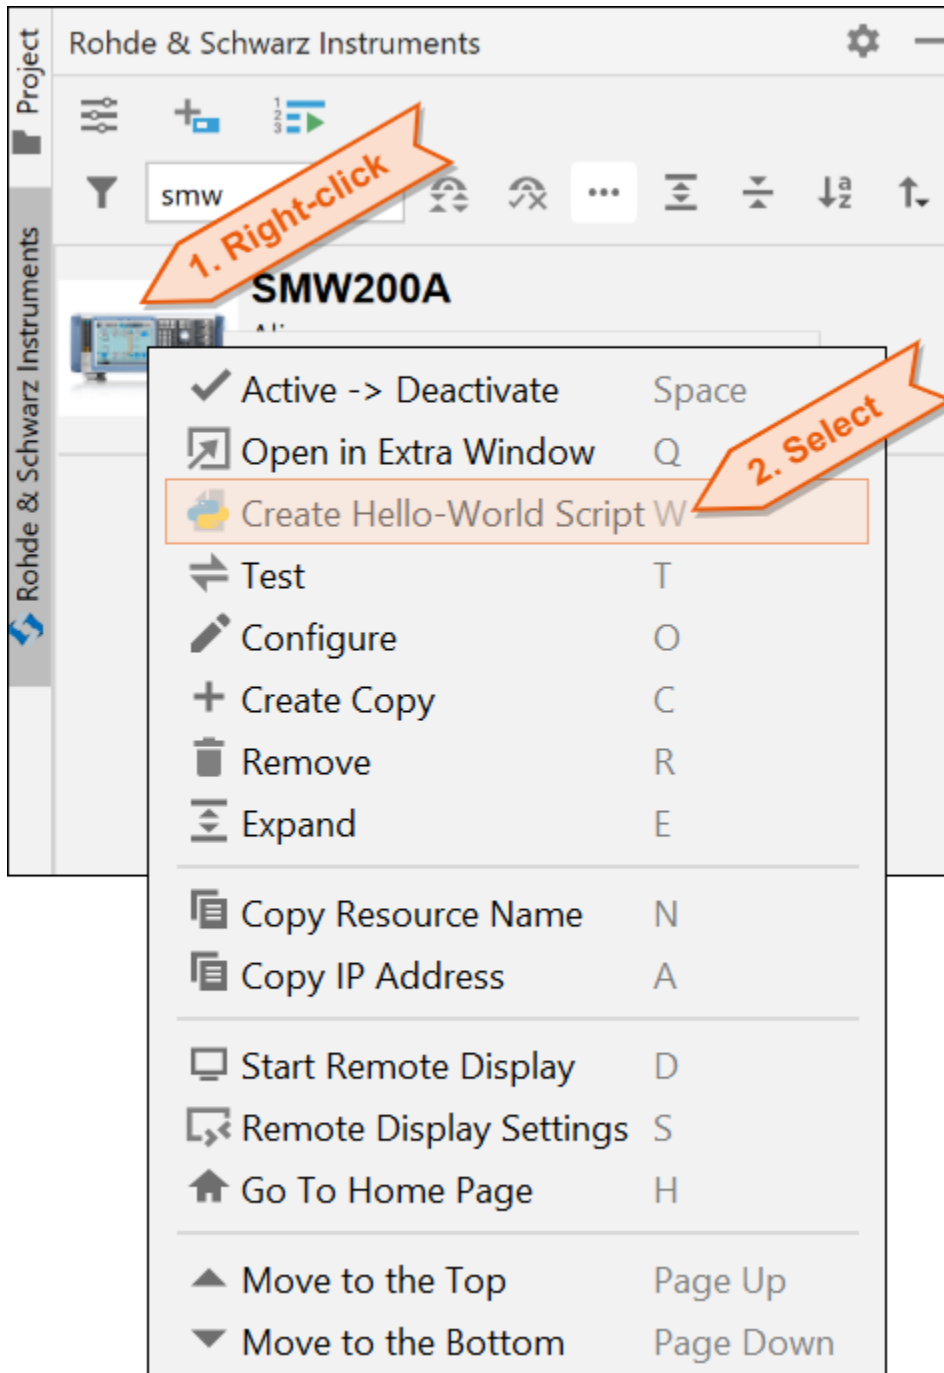 Project
Rohde & Schwarz Instruments
Rohde & Schwarz Instruments
smw
1. Right-click
SMW200A
Active -> Deactivate Space
Open in Extra Window Q
2. Select
Create Hello-World Script W
Test T
Configure O
Create Copy C
Remove R
Expand E
Copy Resource Name N
Copy IP Address A
Start Remote Display D
Remote Display Settings S
Go To Home Page H
Move to the Top Page Up
Move to the Bottom Page Down